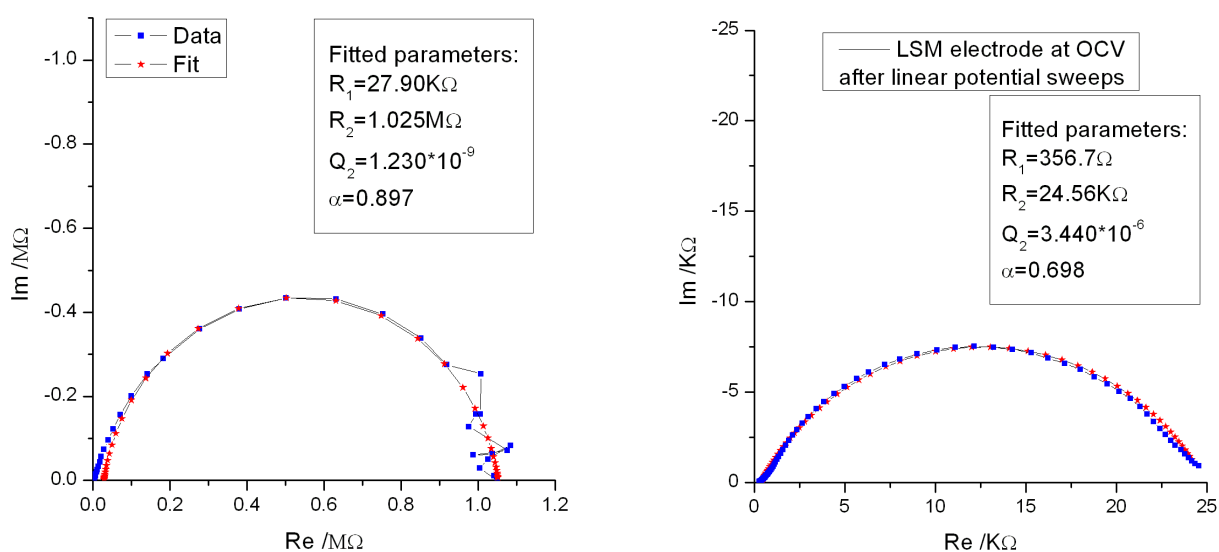 -1.0
-0.8
-0.6
-0.4
-0.2
0.0
Im /MΩ
0.0 0.2 0.4 0.6 0.8 1.0 1.2
Re /MΩ
Data
Fit
Fitted parameters:
R₁=27.90KΩ
R₂=1.025MΩ
Q₂=1.230*10⁻⁹
α=0.897
-25
-20
-15
-10
-5
0
Im /KΩ
0 5 10 15 20 25
Re /KΩ
LSM electrode at OCV
after linear potential sweeps
Fitted parameters:
R₁=356.7Ω
R₂=24.56KΩ
Q₂=3.440*10⁻⁶
α=0.698